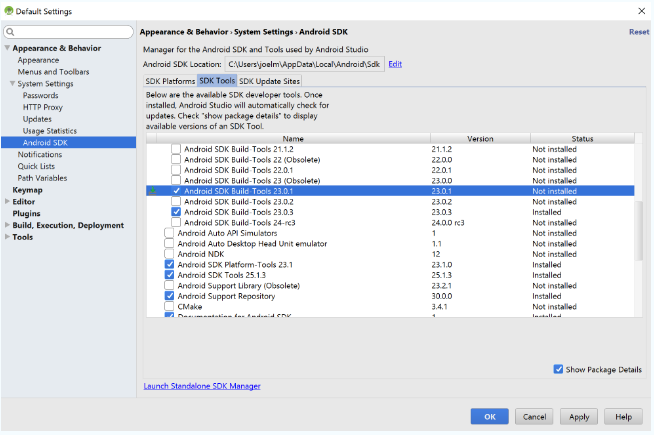 Default Settings
Appearance & Behavior › System Settings › Android SDK
Reset
Appearance & Behavior
Appearance
Menus and Toolbars
System Settings
Passwords
HTTP Proxy
Updates
Usage Statistics
Android SDK
Notifications
Quick Lists
Path Variables
Keymap
Editor
Plugins
Build, Execution, Deployment
Tools
Manager for the Android SDK and Tools used by Android Studio
Android SDK Location: C:\Users\joelm\AppData\Local\Android\Sdk Edit
SDK Platforms SDK Tools SDK Update Sites
Below are the available SDK developer tools. Once
installed, Android Studio will automatically check for
updates. Check "show package details" to display
available versions of an SDK Tool.
Name Version Status
Android SDK Build-Tools 21.1.2 21.1.2 Not installed
Android SDK Build-Tools 22 (Obsolete) 22.0.0 Not installed
Android SDK Build-Tools 22.0.1 22.0.1 Not installed
Android SDK Build-Tools 23 (Obsolete) 23.0.0 Not installed
Android SDK Build-Tools 23.0.1 23.0.1 Not installed
Android SDK Build-Tools 23.0.2 23.0.2 Not installed
Android SDK Build-Tools 23.0.3 23.0.3 Installed
Android SDK Build-Tools 24-rc3 24.0.0 rc3 Not installed
Android Auto API Simulators 1 Not installed
Android Auto Desktop Head Unit emulator 1.1 Not installed
Android NDK 12 Not installed
Android SDK Platform-Tools 23.1 23.1.0 Installed
Android SDK Tools 25.1.3 25.1.3 Installed
Android Support Library (Obsolete) 23.2.1 Not installed
Android Support Repository 30.0.0 Installed
CMake 3.4.1 Not installed
Documentation for Android SDK 1 Installed
Show Package Details
Launch Standalone SDK Manager
OK Cancel Apply Help